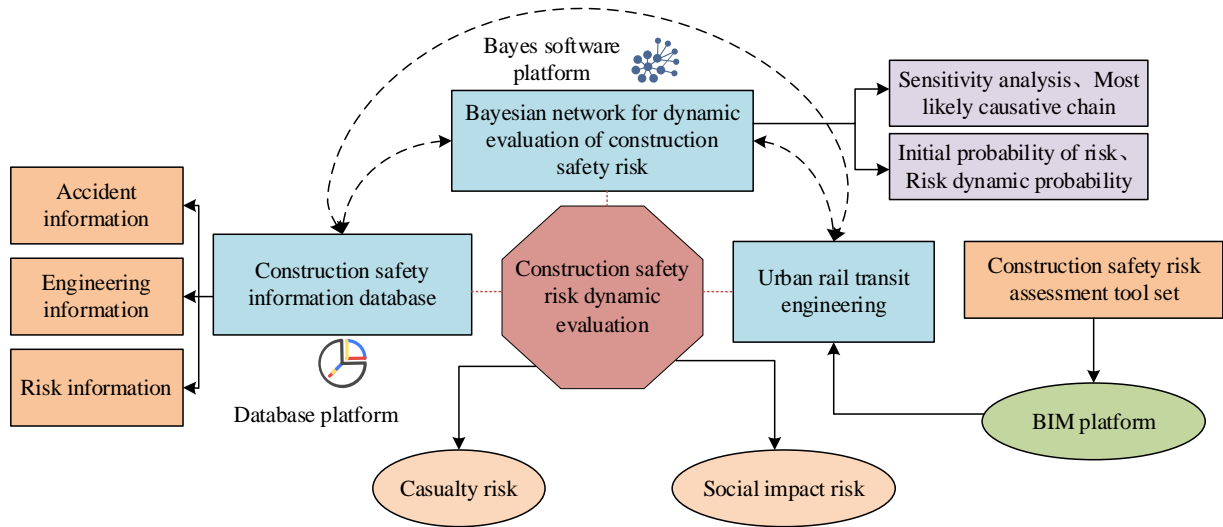 Bayes software
platform
Bayesian network for dynamic
evaluation of construction
safety risk
Sensitivity analysis、Most
likely causative chain
Initial probability of risk、
Risk dynamic probability
Accident
information
Engineering
information
Risk information
Construction safety
information database
Database platform
Construction safety
risk dynamic
evaluation
Urban rail transit
engineering
Construction safety risk
assessment tool set
BIM platform
Casualty risk
Social impact risk